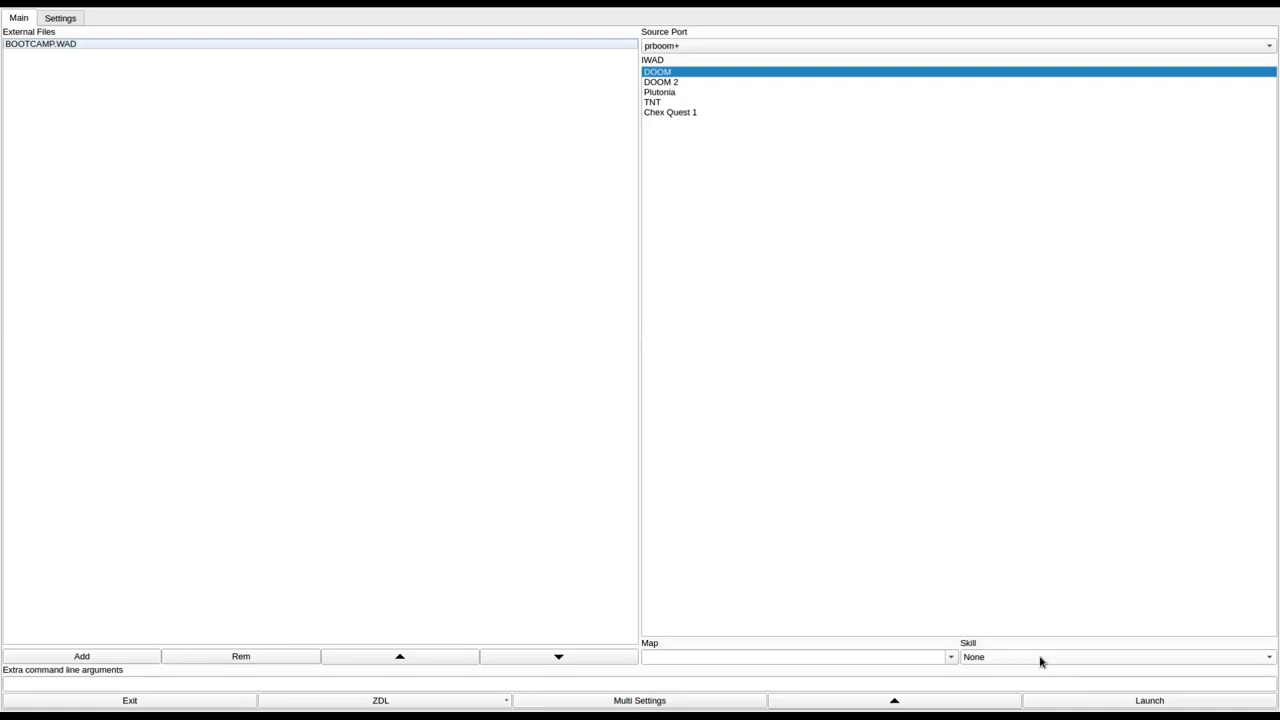 Main
Settings
External Files
BOOTCAMP.WAD
Source Port
prboom+
IWAD
DOOM
DOOM 2
Plutonia
TNT
Chex Quest 1
Map
Skill
None
Add
Rem
Extra command line arguments
Exit
ZDL
Multi Settings
Launch